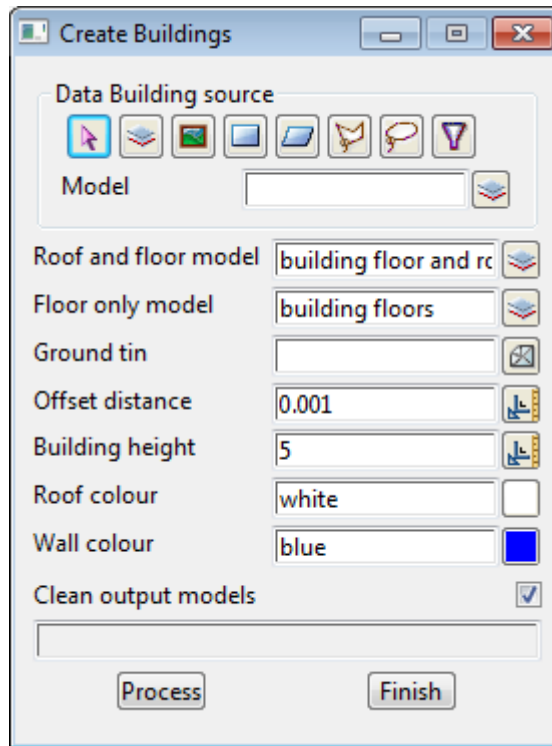 Create Buildings
Data Building source
Model
Roof and floor model building floor and rc
Floor only model building floors
Ground tin
Offset distance 0.001
Building height 5
Roof colour white
Wall colour blue
Clean output models
Process Finish